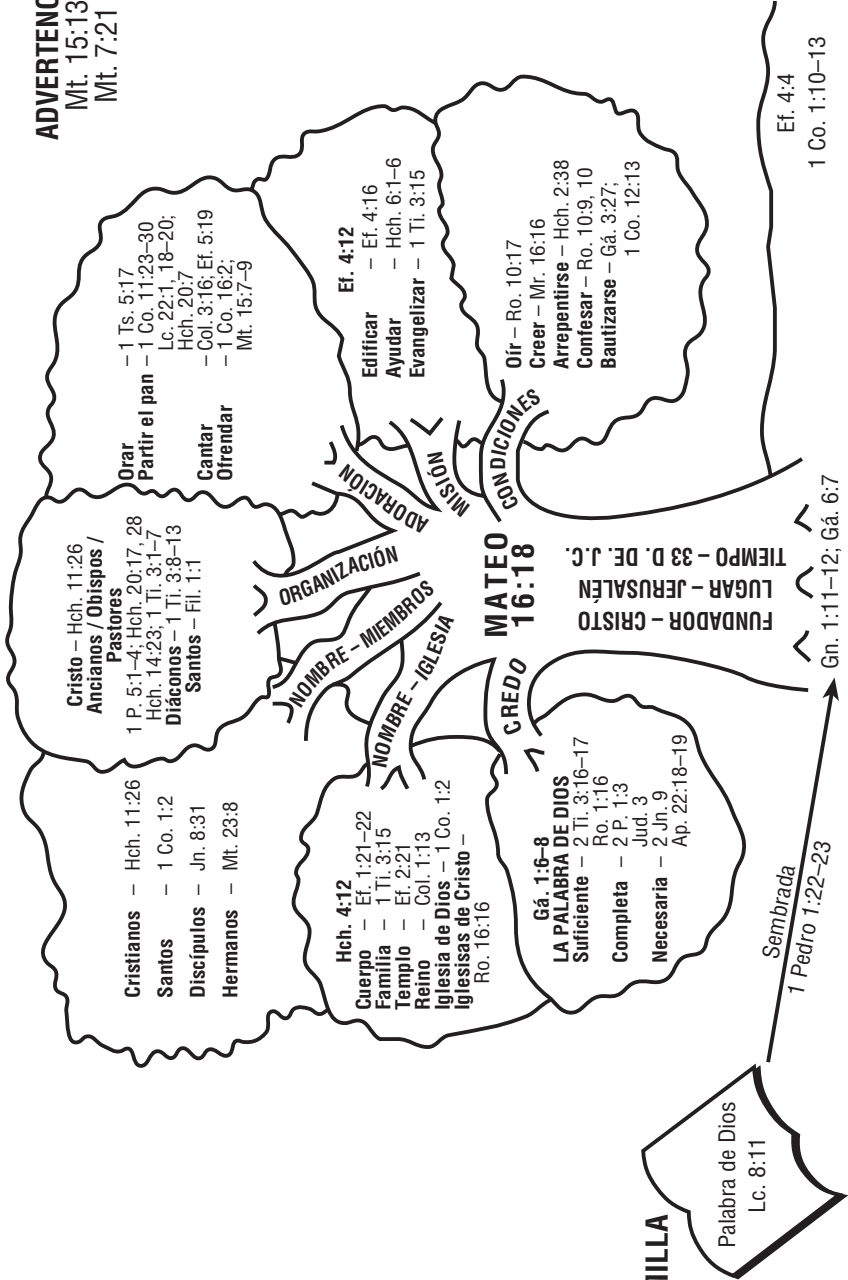 ADVERTENC
Mt. 15:13
Mt. 7:21
Cristianos – Hch. 11:26
Santos – 1 Co. 1:2
Discípulos – Jn. 8:31
Hermanos – Mt. 23:8
Cristo – Hch. 11:26
Ancianos / Obispos /
Pastores
1 P. 5:1–4; Hch. 20:17, 28
Hch. 14:23; 1 Ti. 3:1–7
Diáconos – 1 Ti. 3:8–13
Santos – Fil. 1:1
Orar – 1 Ts. 5:17
Partir el pan – 1 Co. 11:23–30
Lc. 22:1, 18–20;
Hch. 20:7
Cantar – Col. 3:16; Ef. 5:19
Ofrendar – 1 Co. 16:2;
Mt. 15:7–9
Hch. 4:12
Cuerpo – Ef. 1:21–22
Familia – 1 Ti. 3:15
Templo – Ef. 2:21
Reino – Col. 1:13
Iglesia de Dios – 1 Co. 1:2
Iglesisas de Cristo –
Ro. 16:16
Ef. 4:12
Edificar – Ef. 4:16
Ayudar – Hch. 6:1–6
Evangelizar – 1 Ti. 3:15
Gá. 1:6–8
LA PALABRA DE DIOS
Suficiente – 2 Ti. 3:16–17
Ro. 1:16
Completa – 2 P. 1:3
Jud. 3
Necesaria – 2 Jn. 9
Ap. 22:18–19
Oír – Ro. 10:17
Creer – Mr. 16:16
Arrepentirse – Hch. 2:38
Confesar – Ro. 10:9, 10
Bautizarse – Gá. 3:27;
1 Co. 12:13
CREDO
NOMBRE – IGLESIA
NOMBRE – MIEMBROS
ORGANIZACIÓN
ADORACIÓN
MISIÓN
CONDICIONES
MATEO
16:18
FUNDADOR – CRISTO
LUGAR – JERUSALÉN
TIEMPO – 33 D. DE J.C.
Gn. 1:11–12; Gá. 6:7
Ef. 4:4
1 Co. 1:10–13
Sembrada
1 Pedro 1:22–23
Palabra de Dios
Lc. 8:11